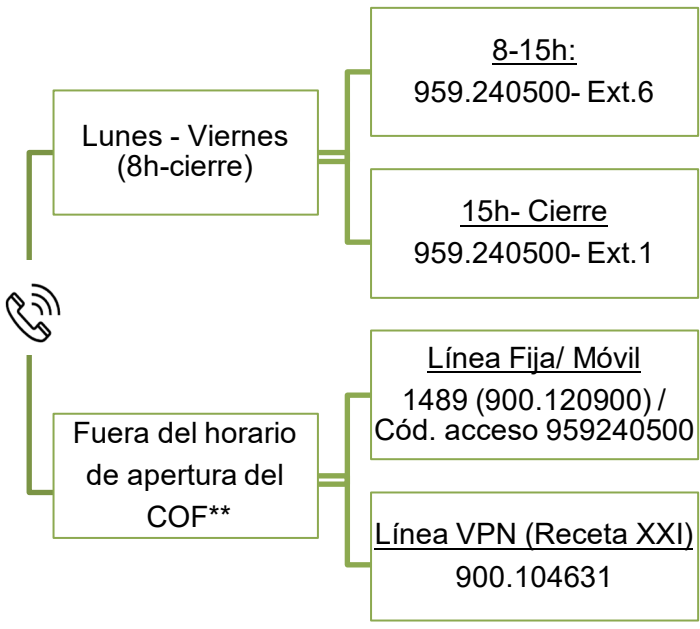 Lunes - Viernes
(8h-cierre)
8-15h:
959.240500- Ext.6
15h- Cierre
959.240500- Ext.1
Fuera del horario
de apertura del
COF**
Línea Fija/ Móvil
1489 (900.120900) /
Cód. acceso 959240500
Línea VPN (Receta XXI)
900.104631